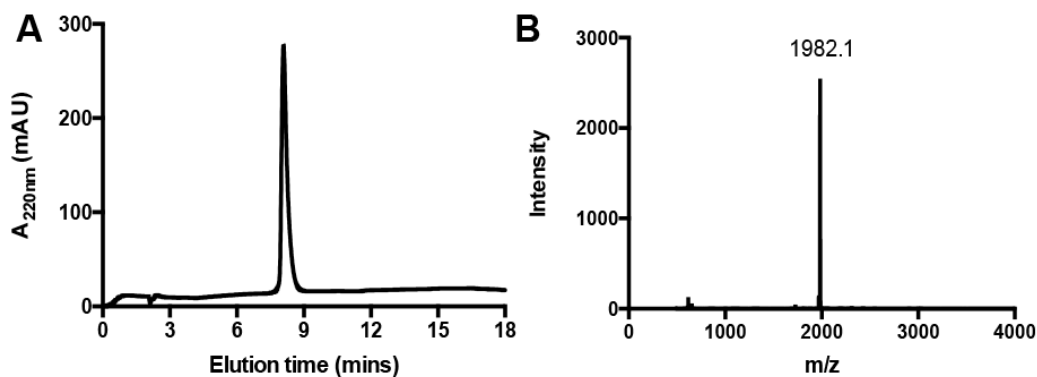 A
A220nm (mAU)
300
200
100
0
0 3 6 9 12 15 18
Elution time (mins)
B
Intensity
1982.1
3000
2000
1000
0
0 1000 2000 3000 4000
m/z